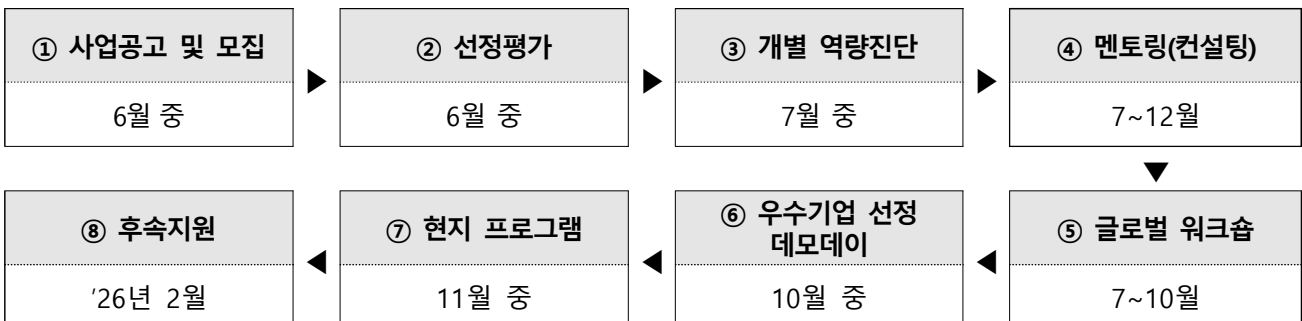 ① 사업공고 및 모집
6월 중
▶
② 선정평가
6월 중
▶
③ 개별 역량진단
7월 중
▶
④ 멘토링(컨설팅)
7~12월
▼
⑤ 글로벌 워크숍
7~10월
◀
⑥ 우수기업 선정
데모데이
10월 중
◀
⑦ 현지 프로그램
11월 중
◀
⑧ 후속지원
'26년 2월